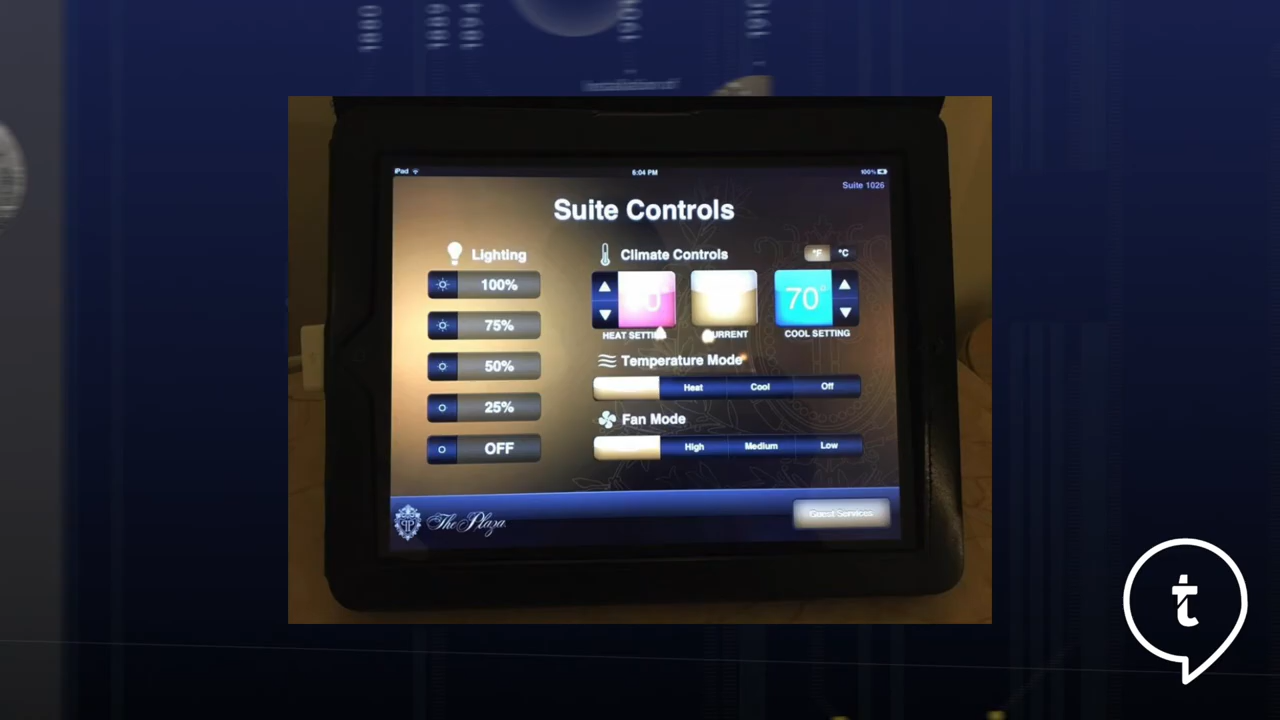 iPad 6:04 PM 100%
Suite 1026
Suite Controls
Lighting
100%
75%
50%
25%
OFF
Climate Controls
°F °C
70°
HEAT SETTING CURRENT COOL SETTING
Temperature Mode
Heat Cool Off
Fan Mode
High Medium Low
The Plaza
Guest Services
t